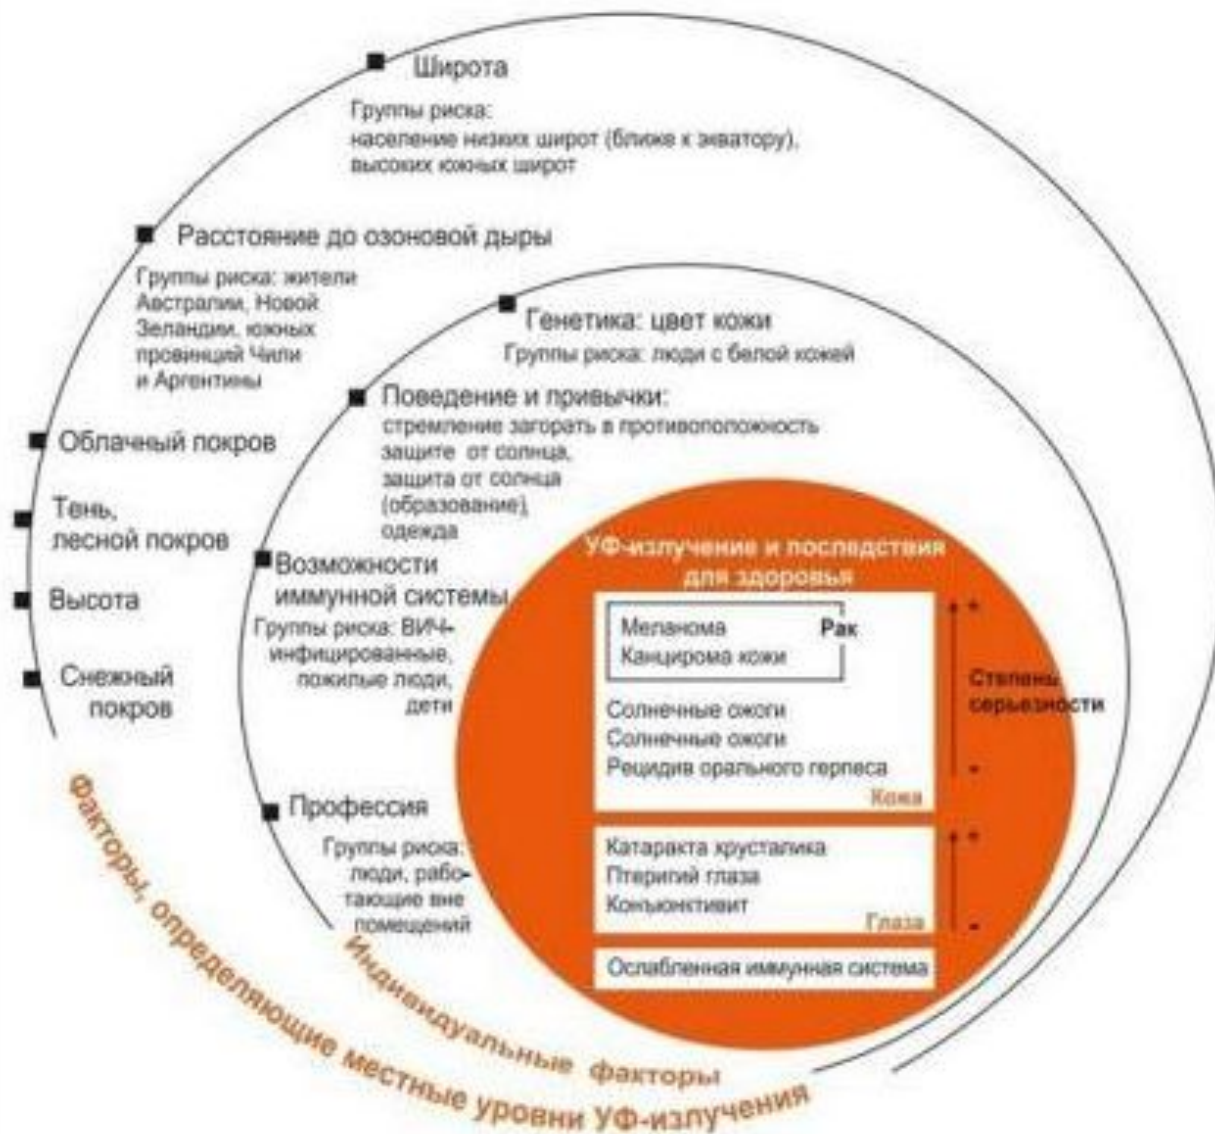 Широта
Группы риска:
население низких широт (ближе к экватору),
высоких южных широт
Расстояние до озоновой дыры
Группы риска: жители
Австралии, Новой
Зеландии, южных
провинций Чили
и Аргентины
Облачный покров
Тень,
лесной покров
Высота
Снежный
покров
Факторы, определяющие местные уровни УФ-излучения
Генетика: цвет кожи
Группы риска: люди с белой кожей
Поведение и привычки:
стремление загорать в противоположность
защите от солнца,
защита от солнца
(образование),
одежда
Возможности
иммунной системы
Группы риска: ВИЧ-
инфицированные,
пожилые люди,
дети
Профессия
Группы риска:
люди, рабо-
тающие вне
помещений
Индивидуальные факторы
УФ-излучение и последствия
для здоровья
Меланома Рак
Канцирома кожи
Солнечные ожоги
Солнечные ожоги
Рецидив орального герпеса
Кожа
+
Степень
серьезности
-
Катаракта хрусталика
Птеригий глаза
Конъюнктивит
Глаза
+
-
Ослабленная иммунная система